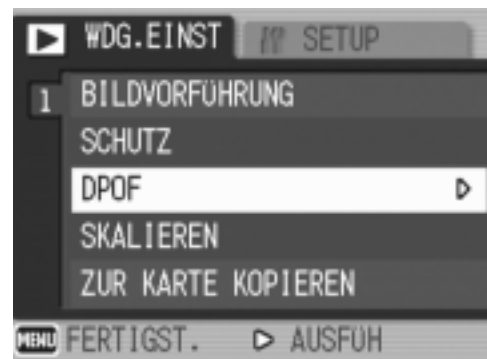 WDG.EINST SETUP
1 BILDVORFÜHRUNG
SCHUTZ
DPOF
SKALIEREN
ZUR KARTE KOPIEREN
MENU FERTIGST. AUSFÜH